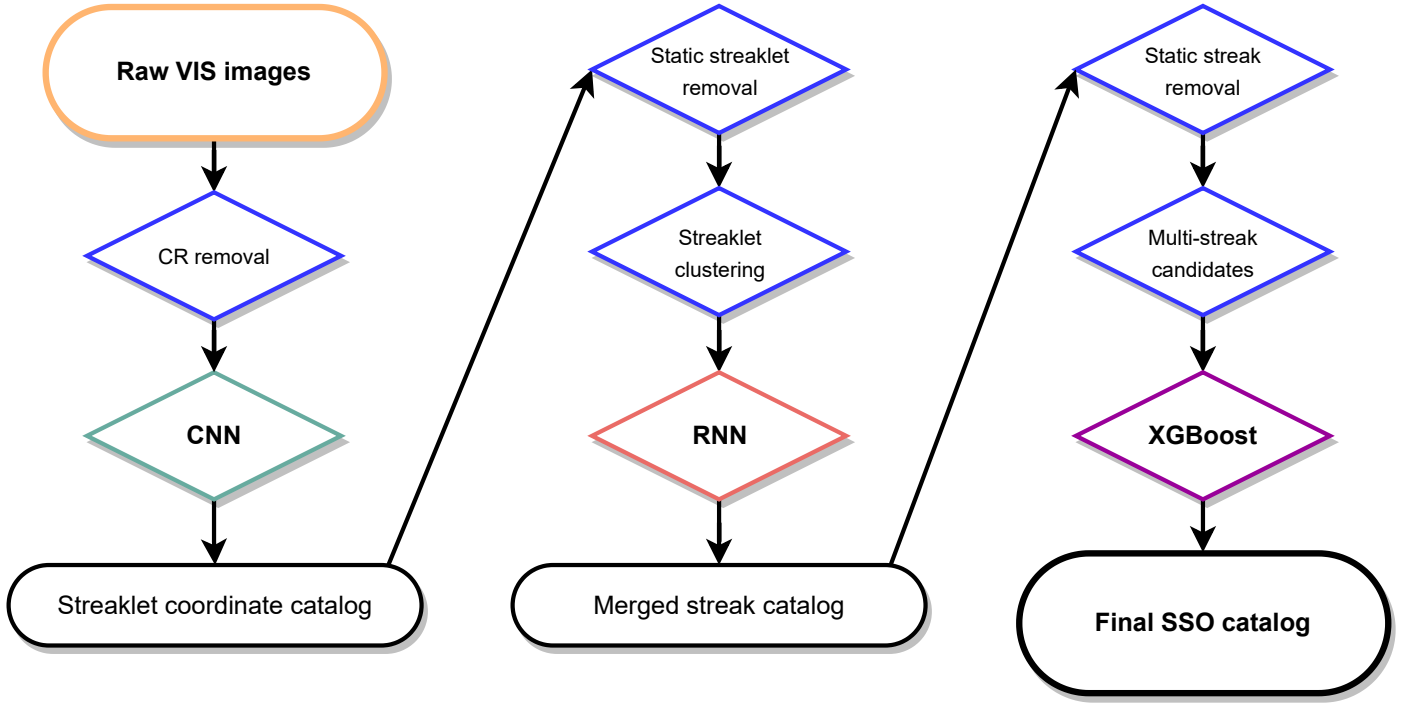 Raw VIS images
CR removal
CNN
Streaklet coordinate catalog
Static streaklet
removal
Streaklet
clustering
RNN
Merged streak catalog
Static streak
removal
Multi-streak
candidates
XGBoost
Final SSO catalog